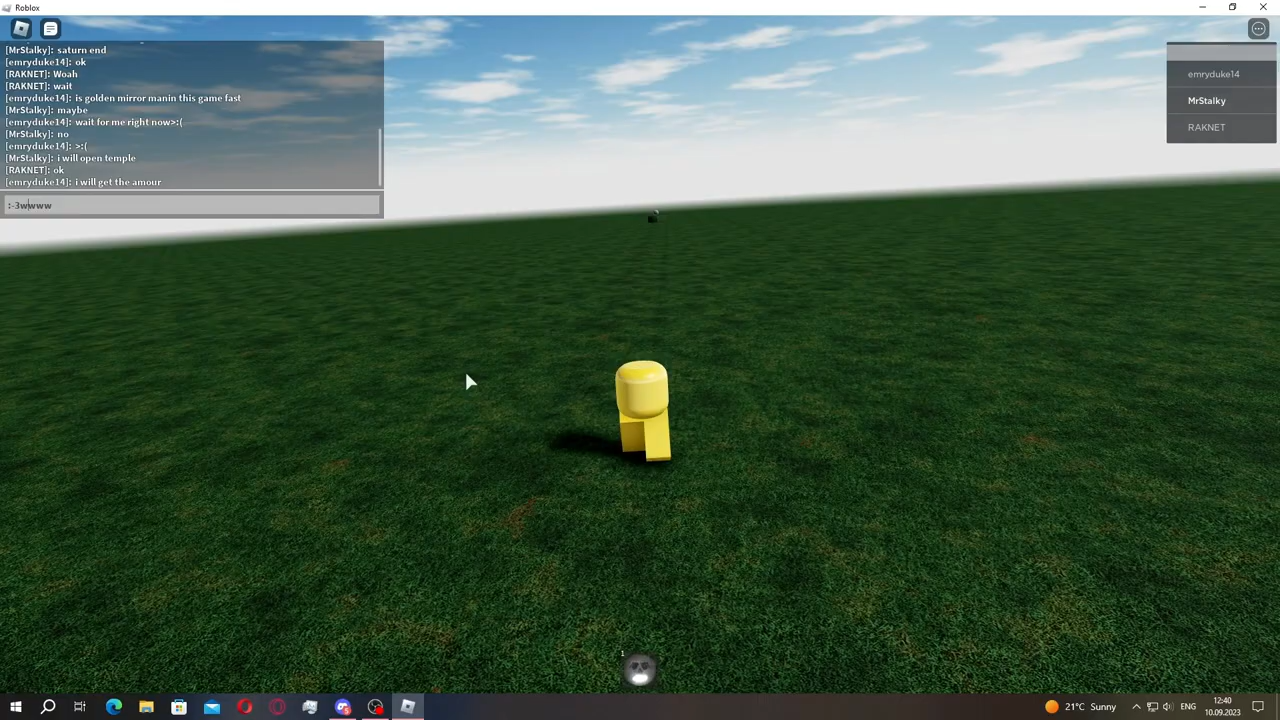 Roblox
[MrStalky]: saturn end
[emryduke14]: ok
[RAKNET]: Woah
[RAKNET]: wait
[emryduke14]: is golden mirror manin this game fast
[MrStalky]: maybe
[emryduke14]: wait for me right now>:(
[MrStalky]: no
[emryduke14]: >:(
[MrStalky]: i will open temple
[RAKNET]: ok
[emryduke14]: i will get the amour
:-3wwww
emryduke14
MrStalky
RAKNET
1
21°C Sunny
ENG
12:40
10.09.2023